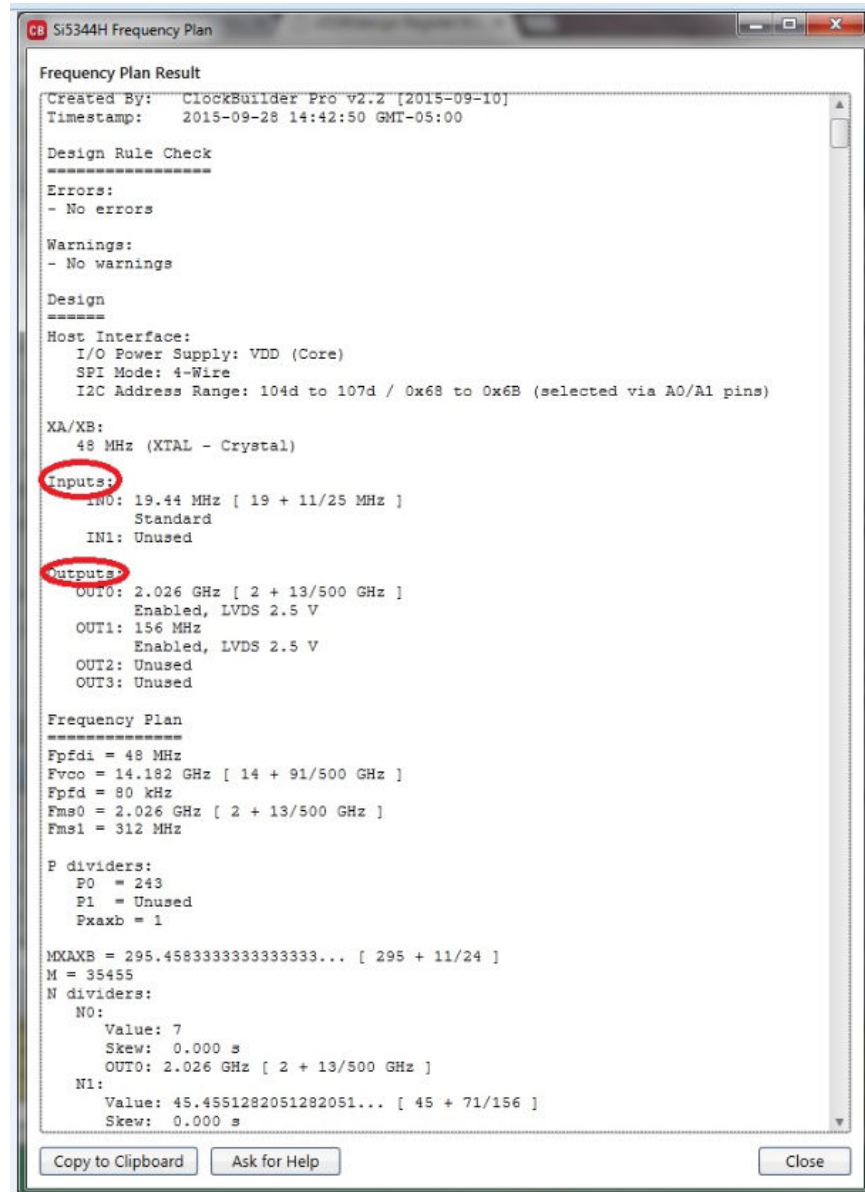 CB Si5344H Frequency Plan
Frequency Plan Result
Created By: ClockBuilder Pro v2.2 [2015-09-10]
Timestamp: 2015-09-28 14:42:50 GMT-05:00
Design Rule Check
=================
Errors:
- No errors
Warnings:
- No warnings
Design
======
Host Interface:
I/O Power Supply: VDD (Core)
SPI Mode: 4-Wire
I2C Address Range: 104d to 107d / 0x68 to 0x6B (selected via A0/A1 pins)
XA/XB:
48 MHz (XTAL - Crystal)
Inputs:
IN0: 19.44 MHz [ 19 + 11/25 MHz ]
Standard
IN1: Unused
Outputs:
OUT0: 2.026 GHz [ 2 + 13/500 GHz ]
Enabled, LVDS 2.5 V
OUT1: 156 MHz
Enabled, LVDS 2.5 V
OUT2: Unused
OUT3: Unused
Frequency Plan
==============
Fpfdi = 48 MHz
Fvco = 14.182 GHz [ 14 + 91/500 GHz ]
Fpfd = 80 kHz
Fms0 = 2.026 GHz [ 2 + 13/500 GHz ]
Fms1 = 312 MHz
P dividers:
P0 = 243
P1 = Unused
Pxaxb = 1
MXAXB = 295.4583333333333333... [ 295 + 11/24 ]
M = 35455
N dividers:
N0:
Value: 7
Skew: 0.000 s
OUT0: 2.026 GHz [ 2 + 13/500 GHz ]
N1:
Value: 45.4551282051282051... [ 45 + 71/156 ]
Skew: 0.000 s
Copy to Clipboard Ask for Help Close